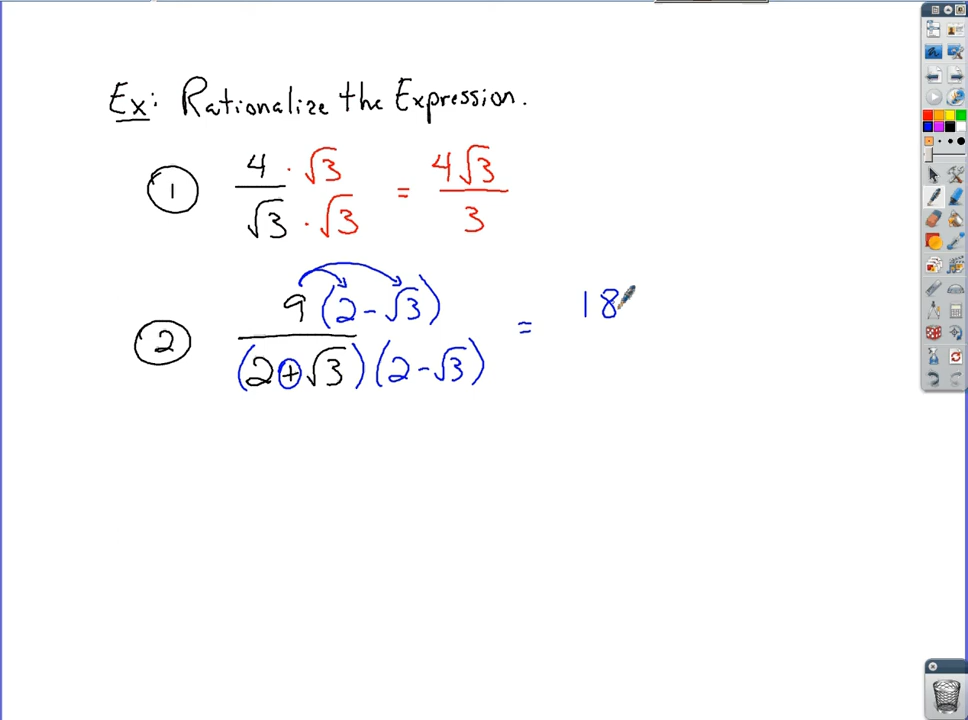 Ex: Rationalize the Expression.
① 4 · √3 / √3 · √3 = 4√3 / 3
② 9 (2 - √3) / (2 + √3) (2 - √3) = 18